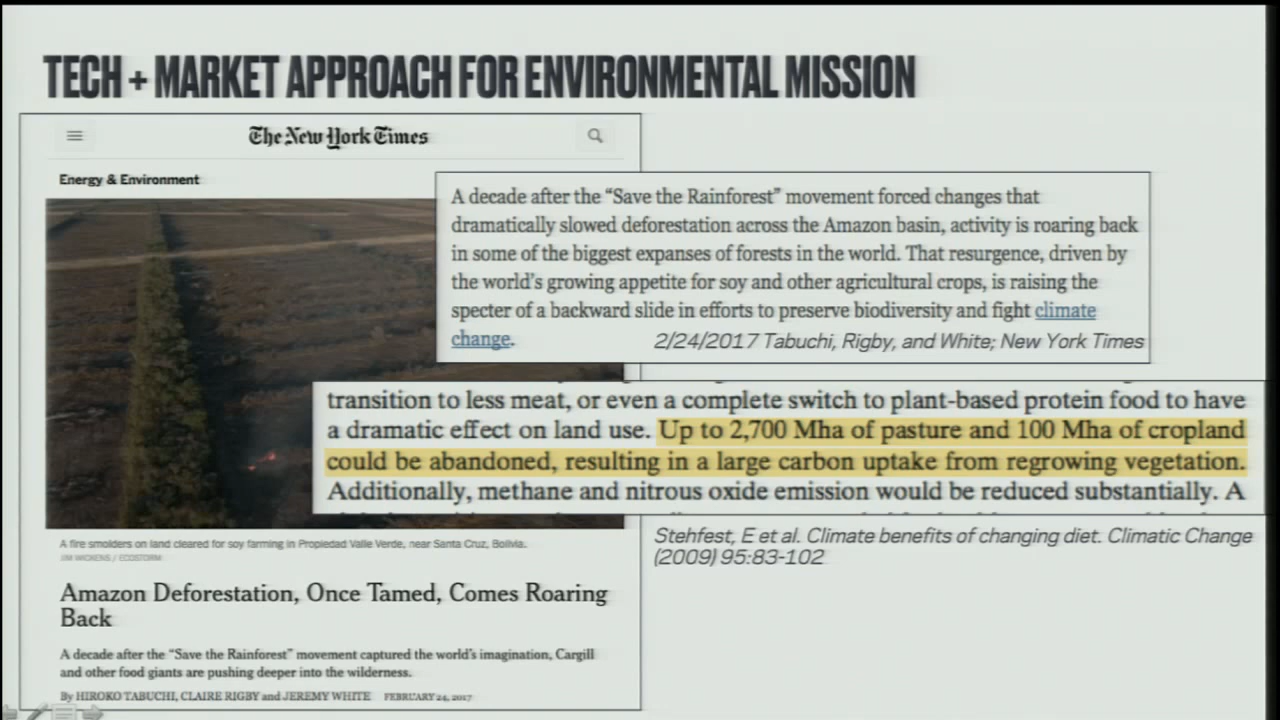 TECH + MARKET APPROACH FOR ENVIRONMENTAL MISSION
The New York Times
Energy & Environment
A decade after the “Save the Rainforest” movement forced changes that
dramatically slowed deforestation across the Amazon basin, activity is roaring back
in some of the biggest expanses of forests in the world. That resurgence, driven by
the world’s growing appetite for soy and other agricultural crops, is raising the
specter of a backward slide in efforts to preserve biodiversity and fight climate
change.
2/24/2017 Tabuchi, Rigby, and White; New York Times
transition to less meat, or even a complete switch to plant-based protein food to have
a dramatic effect on land use. Up to 2,700 Mha of pasture and 100 Mha of cropland
could be abandoned, resulting in a large carbon uptake from regrowing vegetation.
Additionally, methane and nitrous oxide emission would be reduced substantially. A
Stehfest, E et al. Climate benefits of changing diet. Climatic Change
(2009) 95:83-102
A fire smolders on land cleared for soy farming in Propiedad Valle Verde, near Santa Cruz, Bolivia.
JIM WICKENS / ECOSTORM
Amazon Deforestation, Once Tamed, Comes Roaring
Back
A decade after the “Save the Rainforest” movement captured the world’s imagination, Cargill
and other food giants are pushing deeper into the wilderness.
By HIROKO TABUCHI, CLAIRE RIGBY and JEREMY WHITE FEBRUARY 24, 2017